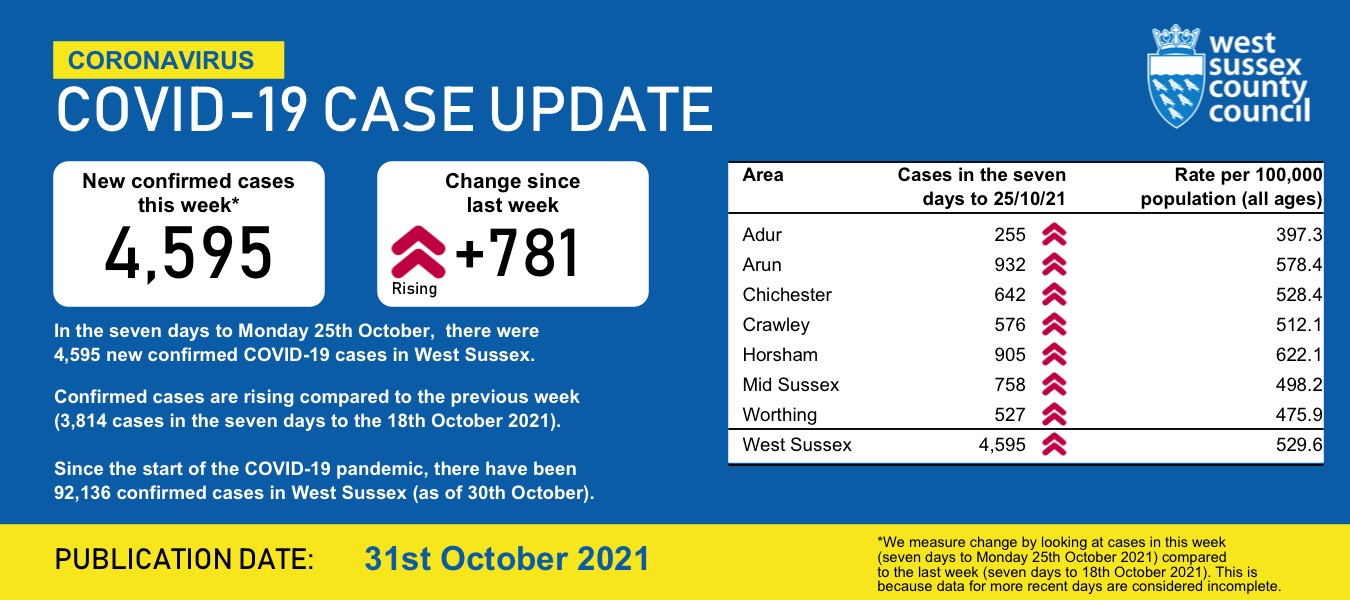 CORONAVIRUS
COVID-19 CASE UPDATE
west
sussex
county
council
New confirmed cases
this week*
4,595
Change since
last week
+781
Rising
In the seven days to Monday 25th October,  there were
4,595 new confirmed COVID-19 cases in West Sussex.
Confirmed cases are rising compared to the previous week
(3,814 cases in the seven days to the 18th October 2021).
Since the start of the COVID-19 pandemic, there have been
92,136 confirmed cases in West Sussex (as of 30th October).
Area Cases in the seven Rate per 100,000
days to 25/10/21 population (all ages)
Adur 255 397.3
Arun 932 578.4
Chichester 642 528.4
Crawley 576 512.1
Horsham 905 622.1
Mid Sussex 758 498.2
Worthing 527 475.9
West Sussex 4,595 529.6
PUBLICATION DATE: 31st October 2021
*We measure change by looking at cases in this week
(seven days to Monday 25th October 2021) compared
to the last week (seven days to 18th October 2021). This is
because data for more recent days are considered incomplete.